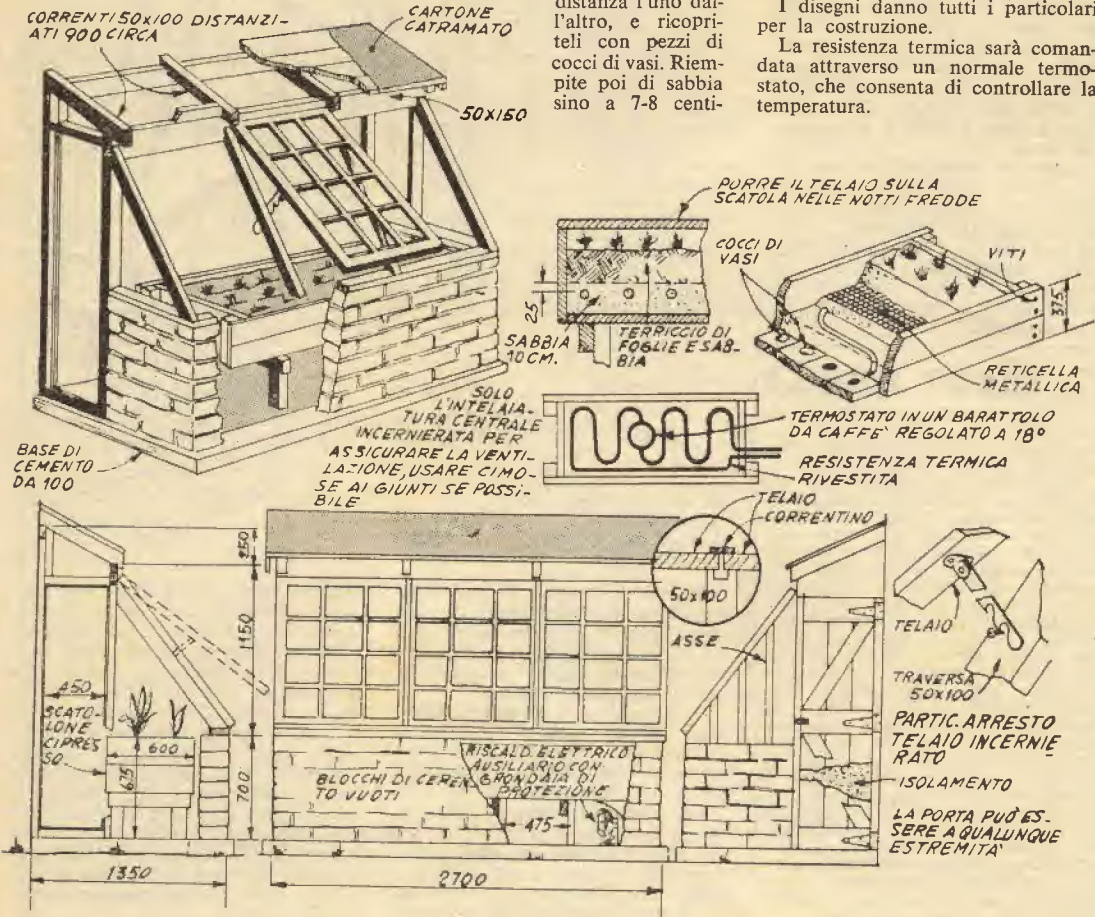 distanza l'uno dal-
l'altro, e ricopri-
teli con pezzi di
cocci di vasi. Riem-
pite poi di sabbia
sino a 7-8 centi-
I disegni danno tutti i particolari
per la costruzione.
La resistenza termica sarà coman-
data attraverso un normale termo-
stato, che consenta di controllare la
temperatura.
CORRENTI 50X100 DISTANZI-
ATI 900 CIRCA
CARTONE
CATRAMATO
50X150
BASE DI
CEMENTO
DA 100
SOLO
L'INTELAIA-
TURA CENTRALE
INCERNIERATA PER
ASSICURARE LA VENTI-
LAZIONE, USARE CIMO-
SE AI GIUNTI SE POSSI-
BILE
PORRE IL TELAIO SULLA
SCATOLA NELLE NOTTI FREDDE
COCCI DI
VASI
VITI
375
25
SABBIA
10 CM.
TERRICCIO DI
FOGLIE E SAB-
BIA
RETICELLA
METALLICA
TERMOSTATO IN UN BARATTOLO
DA CAFFE' REGOLATO A 18°
RESISTENZA TERMICA
RIVESTITA
TELAIO
CORRENTINO
50x100
ASSE
1150
700
450
SCATO-
LONE
CIPRES
SO
600
675
1350
BLOCCHI DI CEMEN-
TO VUOTI
RISCALD. ELETTRICO
AUSILIARIO CON
GRONDAIA DI
PROTEZIONE
475
2700
TELAIO
TRAVERSA
50X100
PARTIC. ARRESTO
TELAIO INCERNIE
RATO
ISOLAMENTO
LA PORTA PUÒ ES-
SERE A QUALUNQUE
ESTREMITA'